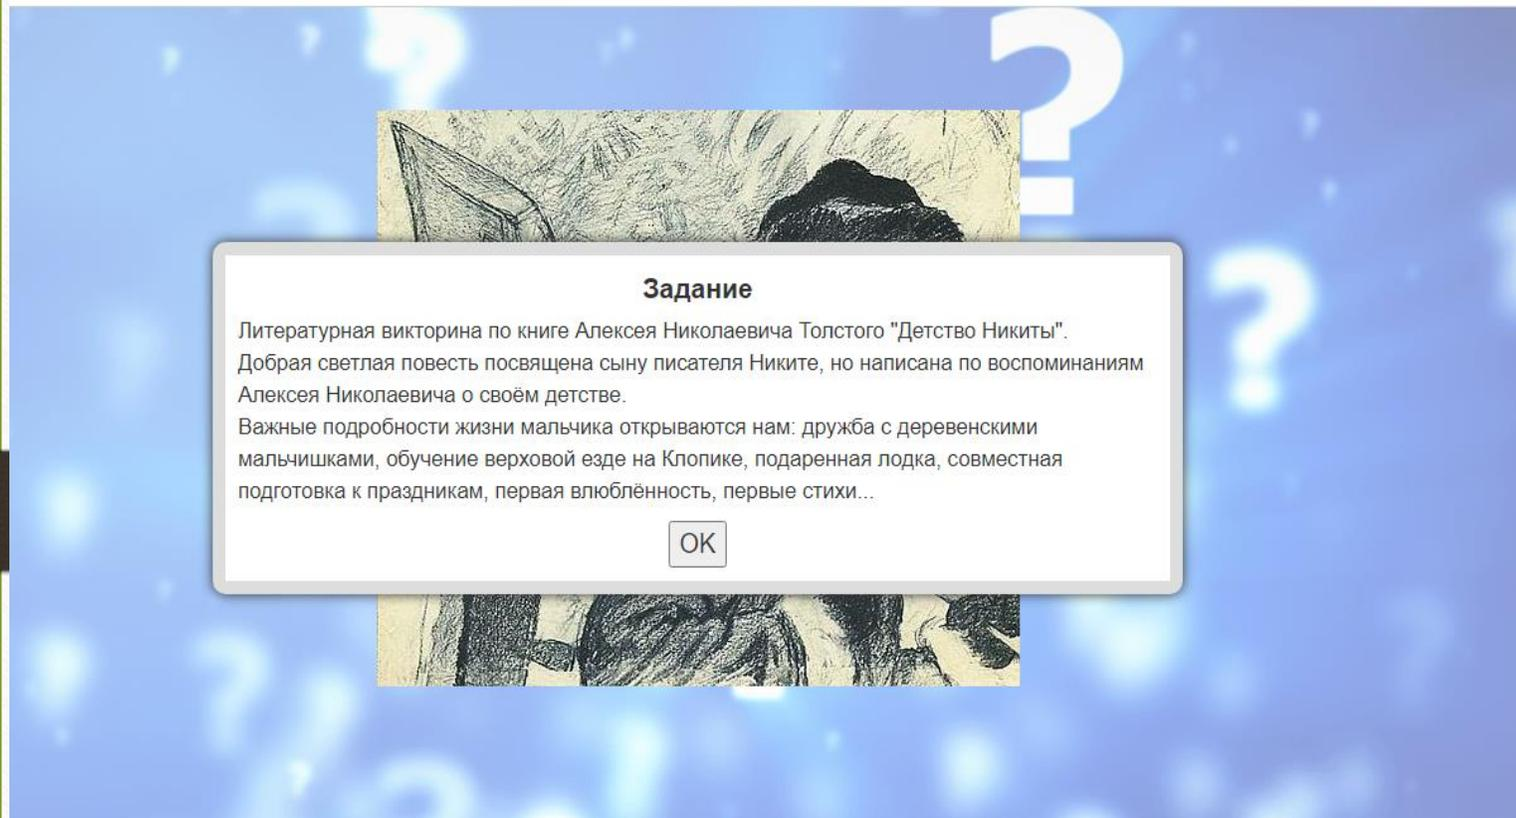 Задание
Литературная викторина по книге Алексея Николаевича Толстого "Детство Никиты".
Добрая светлая повесть посвящена сыну писателя Никите, но написана по воспоминаниям
Алексея Николаевича о своём детстве.
Важные подробности жизни мальчика открываются нам: дружба с деревенскими
мальчишками, обучение верховой езде на Клопике, подаренная лодка, совместная
подготовка к праздникам, первая влюблённость, первые стихи...
OK